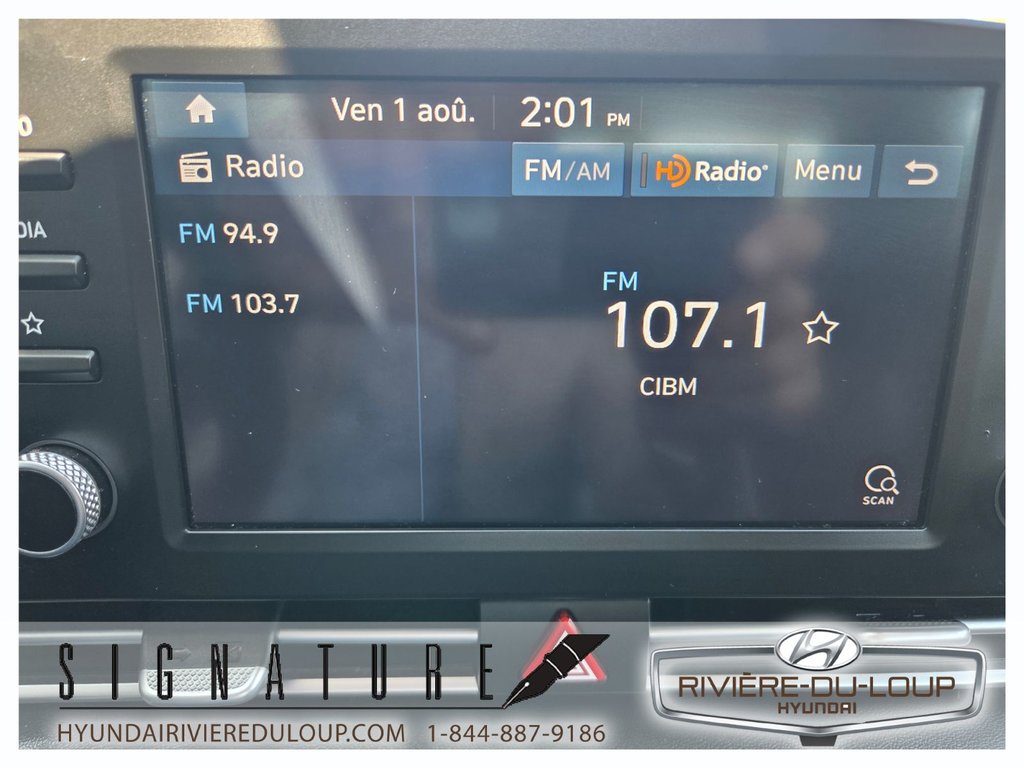 Ven 1 aoû. 2:01 PM
Radio FM/AM HD Radio® Menu
DIA
FM 94.9
FM 103.7
FM
107.1
CIBM
SCAN
SIGNATURE
HYUNDAIRIVIEREDULOUP.COM 1-844-887-9186
RIVIÈRE-DU-LOUP
HYUNDAI